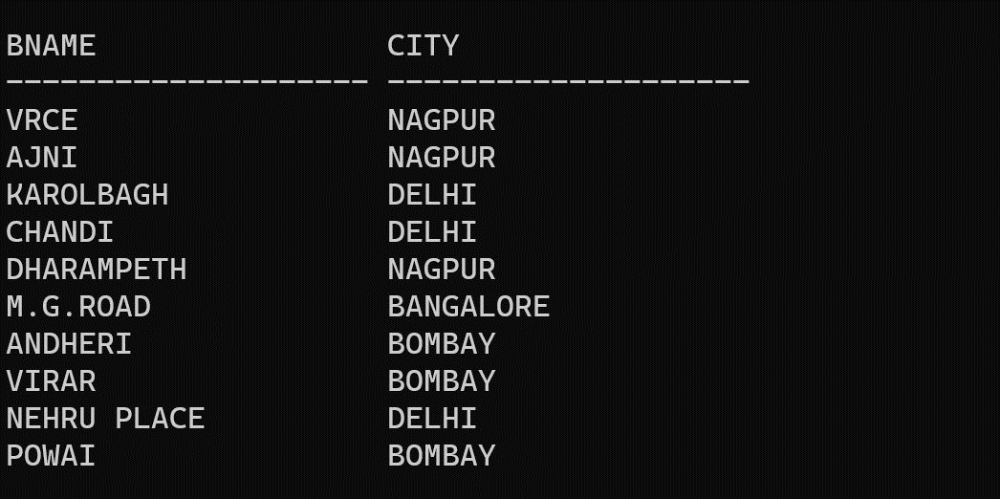 BNAME                CITY
-------------------- --------------------
VRCE                 NAGPUR
AJNI                 NAGPUR
KAROLBAGH            DELHI
CHANDI               DELHI
DHARAMPETH           NAGPUR
M.G.ROAD             BANGALORE
ANDHERI              BOMBAY
VIRAR                BOMBAY
NEHRU PLACE          DELHI
POWAI                BOMBAY